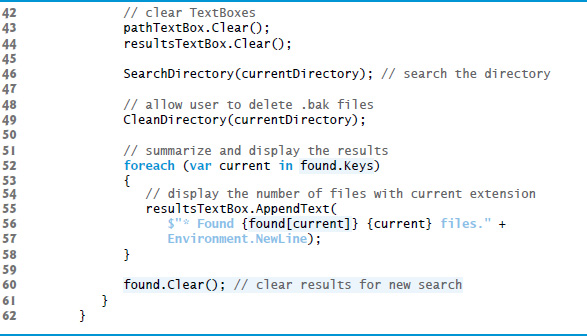 42 // clear TextBoxes
43 pathTextBox.Clear();
44 resultsTextBox.Clear();
45
46 SearchDirectory(currentDirectory); // search the directory
47
48 // allow user to delete .bak files
49 CleanDirectory(currentDirectory);
50
51 // summarize and display the results
52 foreach (var current in found.Keys)
53 {
54 // display the number of files with current extension
55 resultsTextBox.AppendText(
56 $"* Found {found[current]} {current} files." +
57 Environment.NewLine);
58 }
59
60 found.Clear(); // clear results for new search
61 }
62 }